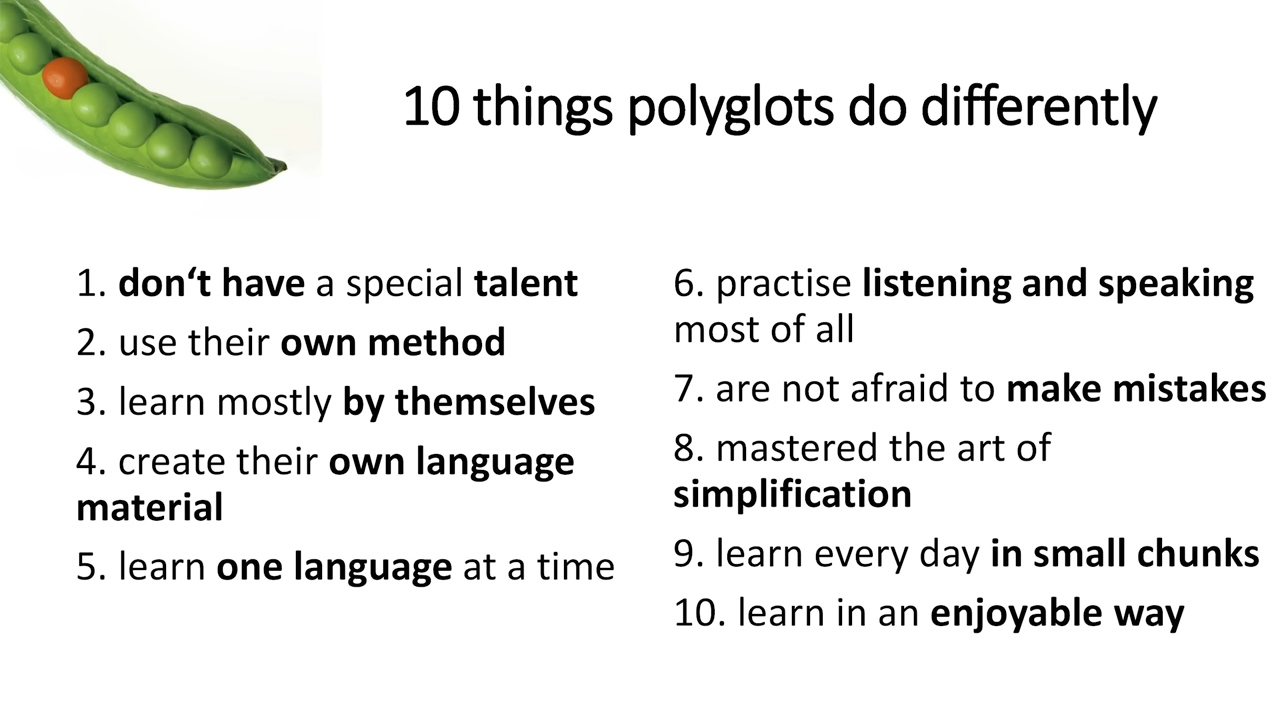 10 things polyglots do differently
1. don‘t have a special talent
2. use their own method
3. learn mostly by themselves
4. create their own language
material
5. learn one language at a time
6. practise listening and speaking
most of all
7. are not afraid to make mistakes
8. mastered the art of
simplification
9. learn every day in small chunks
10. learn in an enjoyable way